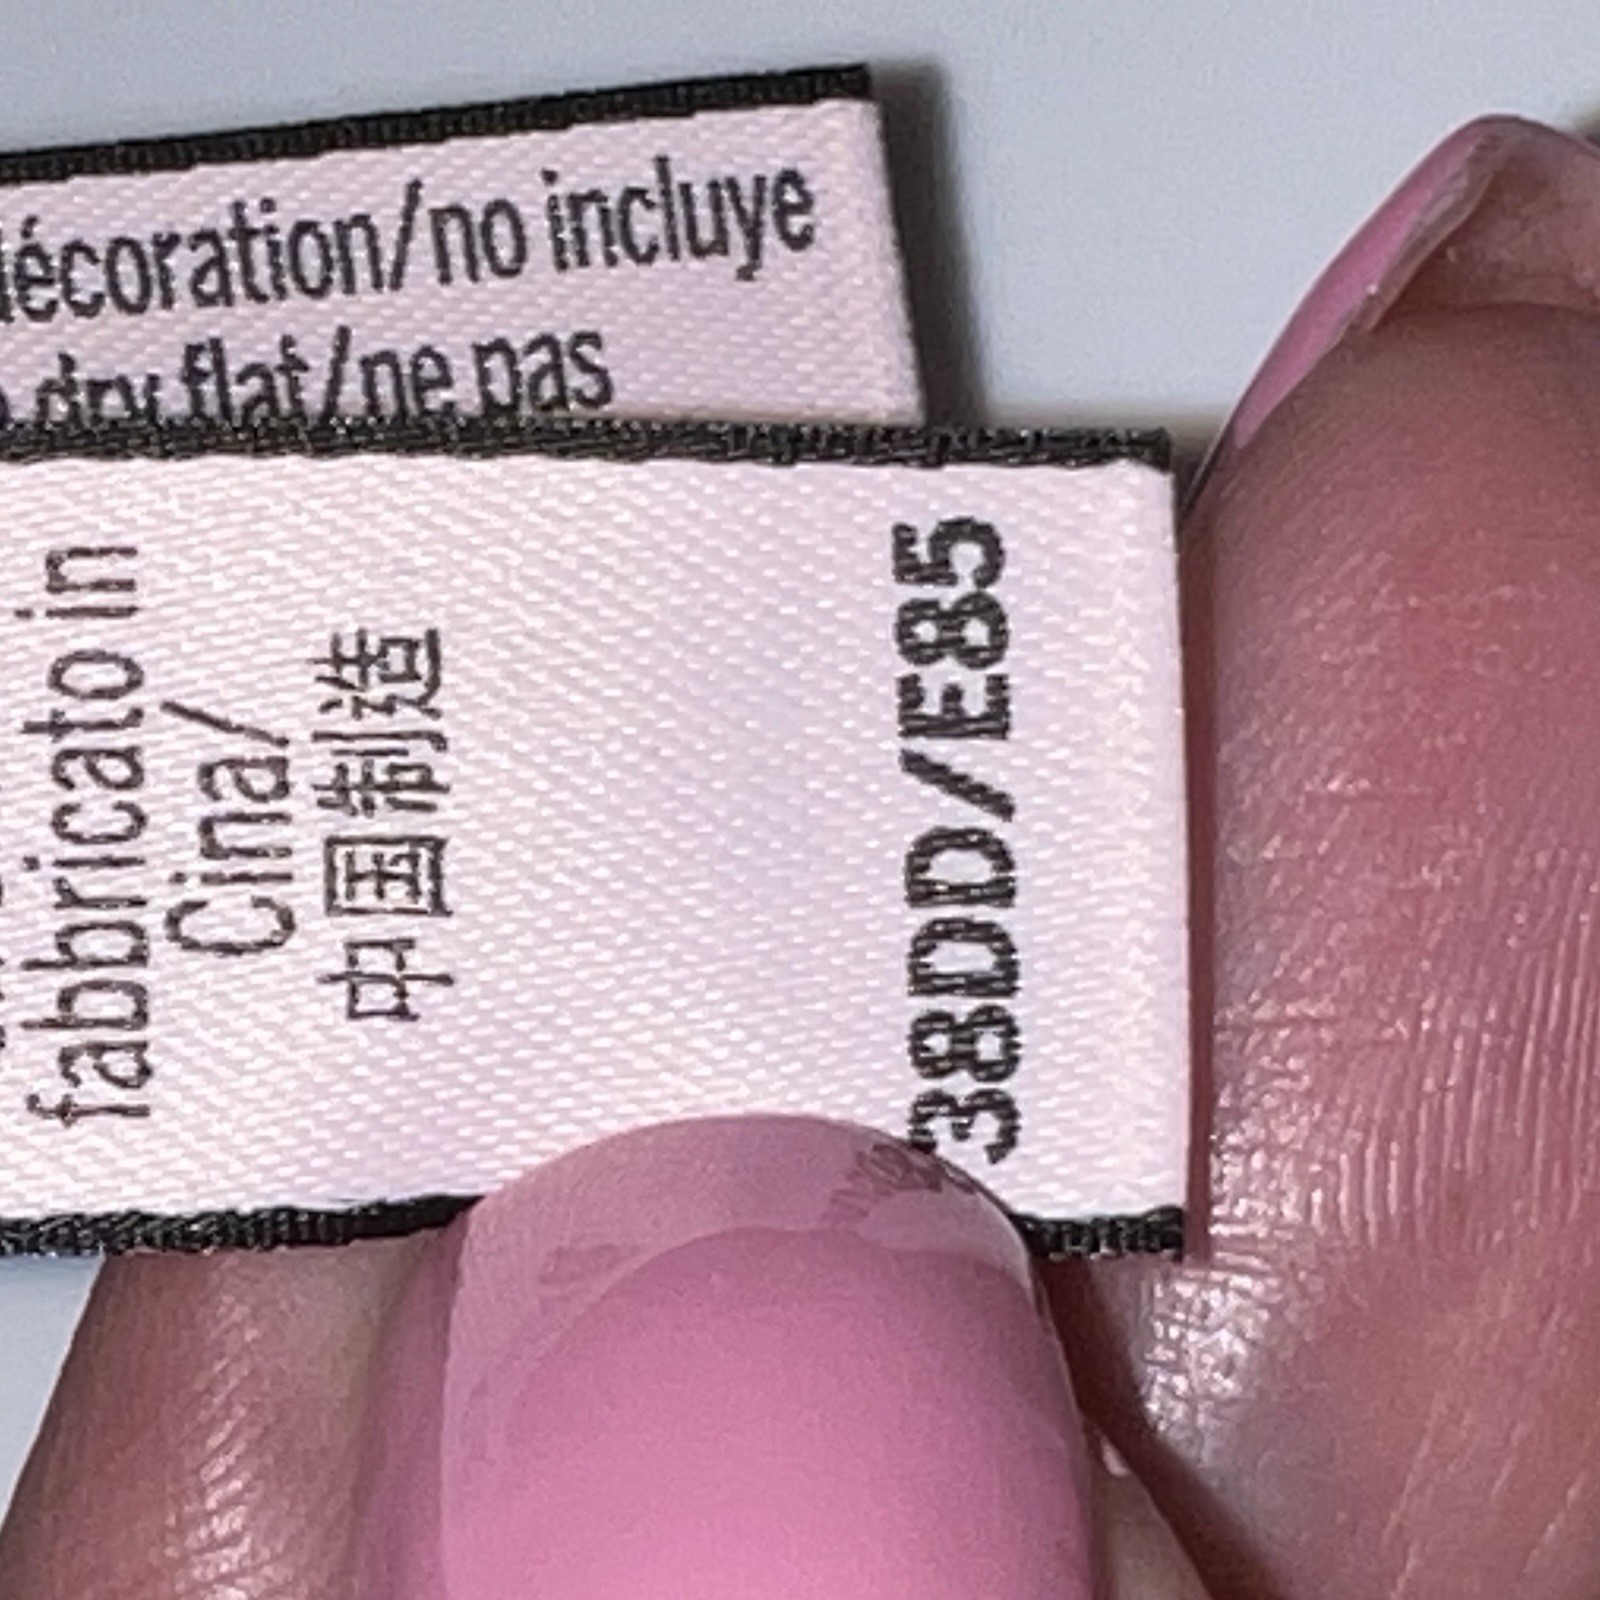 décoration/no incluye
dry flat/ne pas
fabbricato in
Cina/
中国制造
38DD/E85